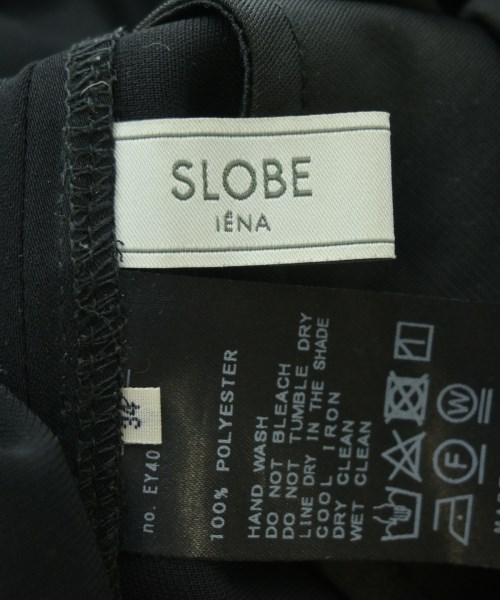 SLOBE
IÉNA
34
no. EY40
100% POLYESTER
HAND WASH
DO NOT BLEACH
DO NOT TUMBLE DRY
LINE DRY IN THE SHADE
COOL IRON
DRY CLEAN
WET CLEAN
F
W